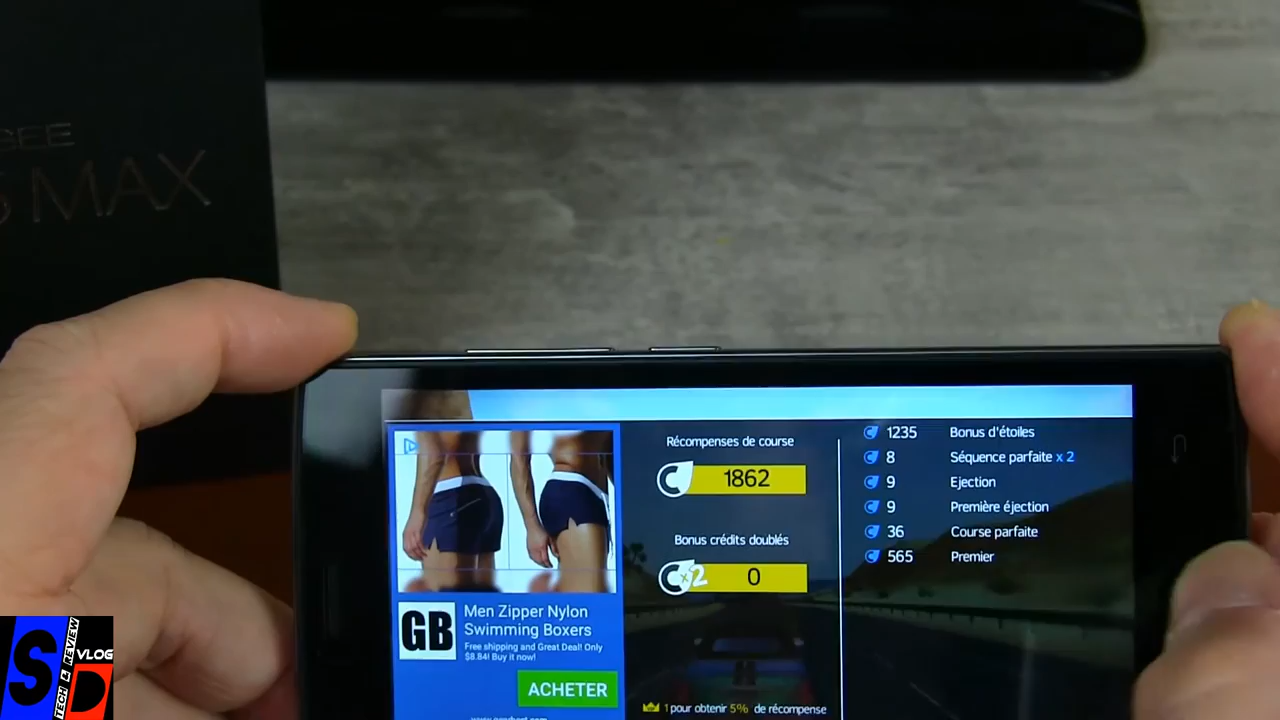 GEE
MAX
Men Zipper Nylon
Swimming Boxers
Free shipping and Great Deal! Only
$8.84! Buy it now!
GB
ACHETER
Récompenses de course
1862
Bonus crédits doublés
x2
0
1 pour obtenir 5% de récompense
1235 Bonus d'étoiles
8 Séquence parfaite x 2
9 Ejection
9 Première éjection
36 Course parfaite
565 Premier
SD
TECH & REVIEW
VLOG